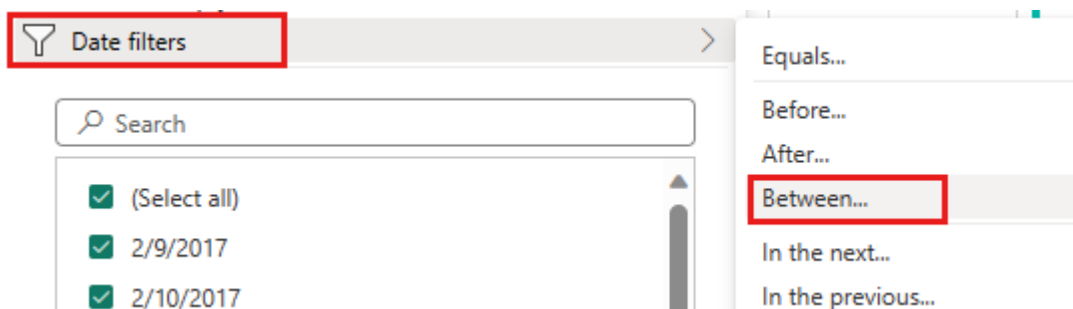 Date filters
Search
(Select all)
2/9/2017
2/10/2017
Equals...
Before...
After...
Between...
In the next...
In the previous...